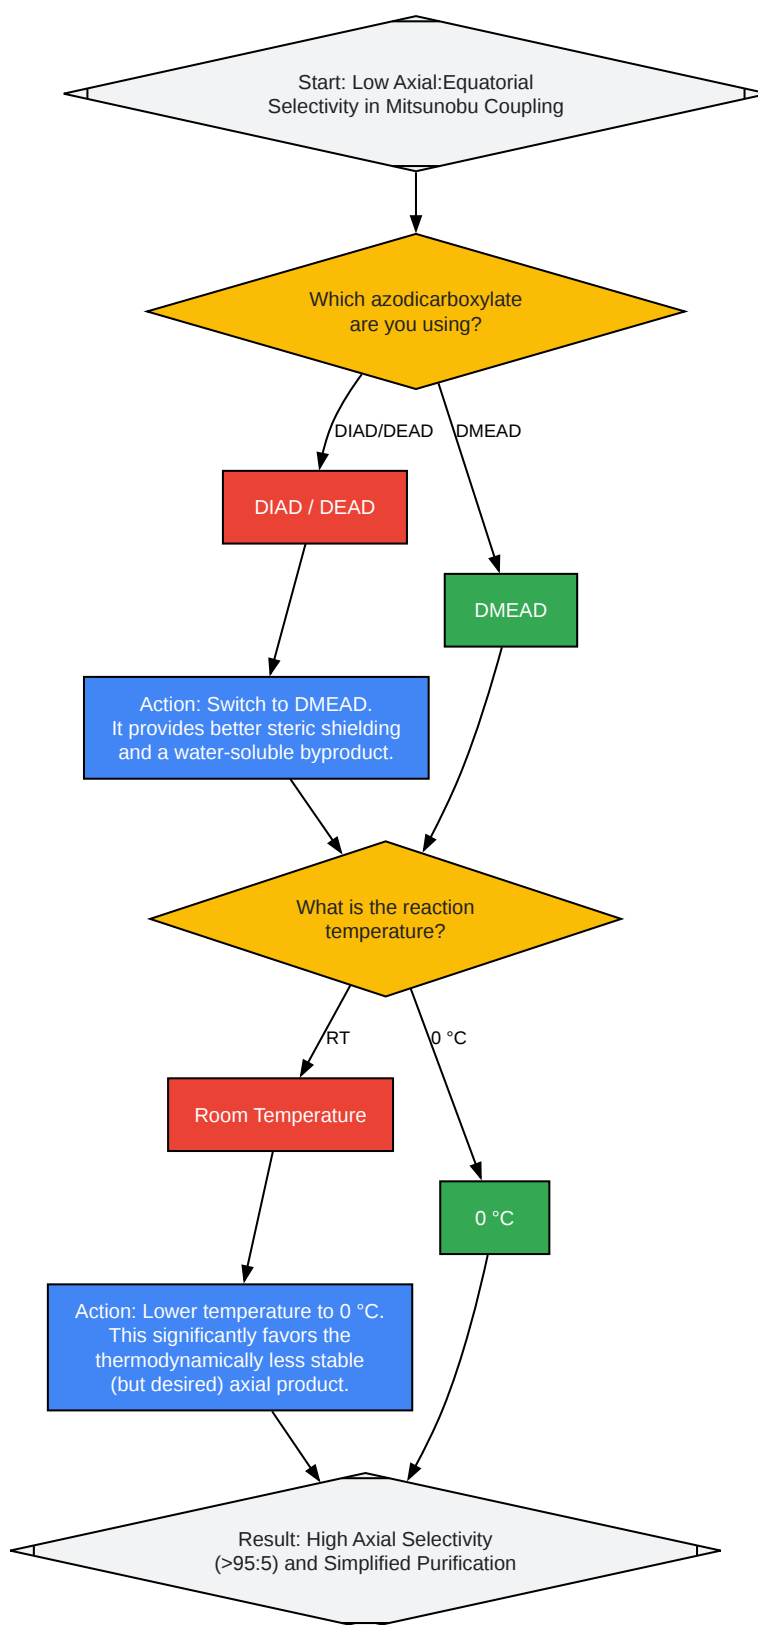 Start: Low Axial:Equatorial
Selectivity in Mitsunobu Coupling
Which azodicarboxylate
are you using?
DIAD/DEAD
DMEAD
DIAD / DEAD
DMEAD
Action: Switch to DMEAD.
It provides better steric shielding
and a water-soluble byproduct.
What is the reaction
temperature?
RT
0 °C
Room Temperature
0 °C
Action: Lower temperature to 0 °C.
This significantly favors the
thermodynamically less stable
(but desired) axial product.
Result: High Axial Selectivity
(>95:5) and Simplified Purification